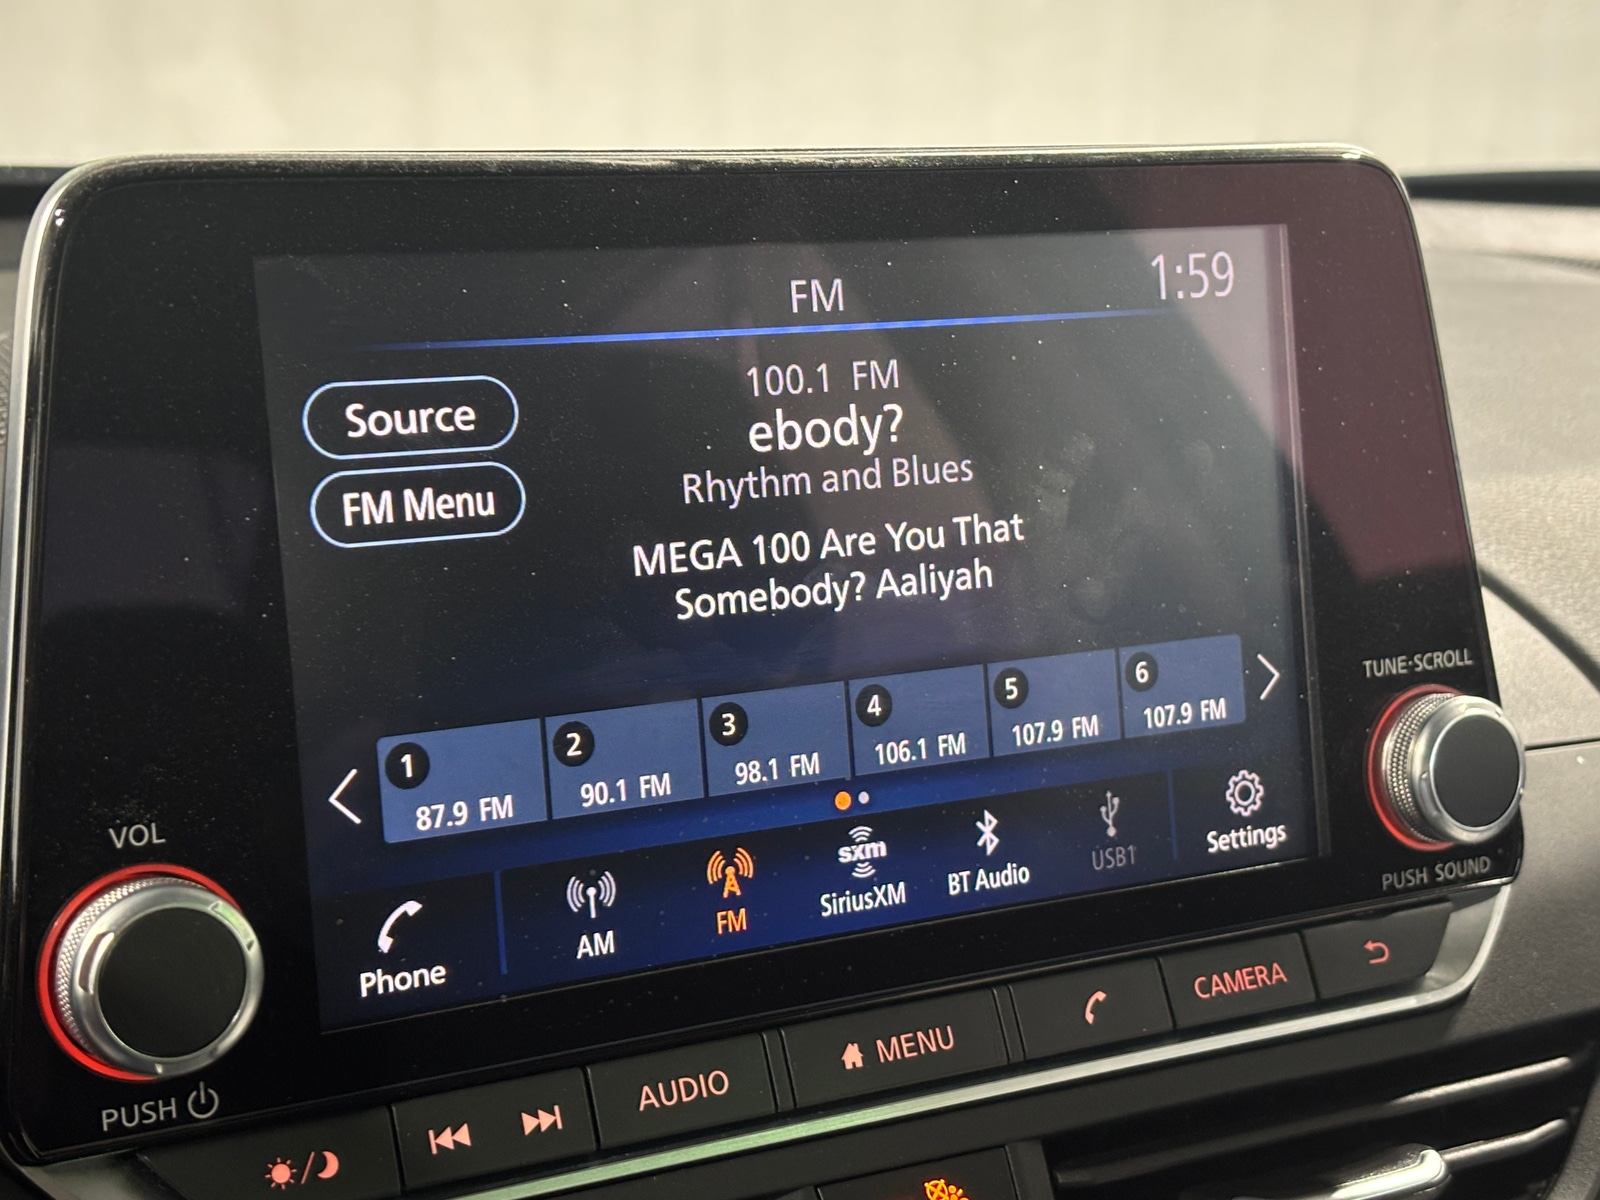 FM
1:59
Source
FM Menu
100.1 FM
ebody?
Rhythm and Blues
MEGA 100 Are You That
Somebody? Aaliyah
1
87.9 FM
2
90.1 FM
3
98.1 FM
4
106.1 FM
5
107.9 FM
6
107.9 FM
Phone
AM
FM
sxm
SiriusXM
BT Audio
USB1
Settings
VOL
PUSH
TUNE·SCROLL
PUSH SOUND
AUDIO
MENU
CAMERA